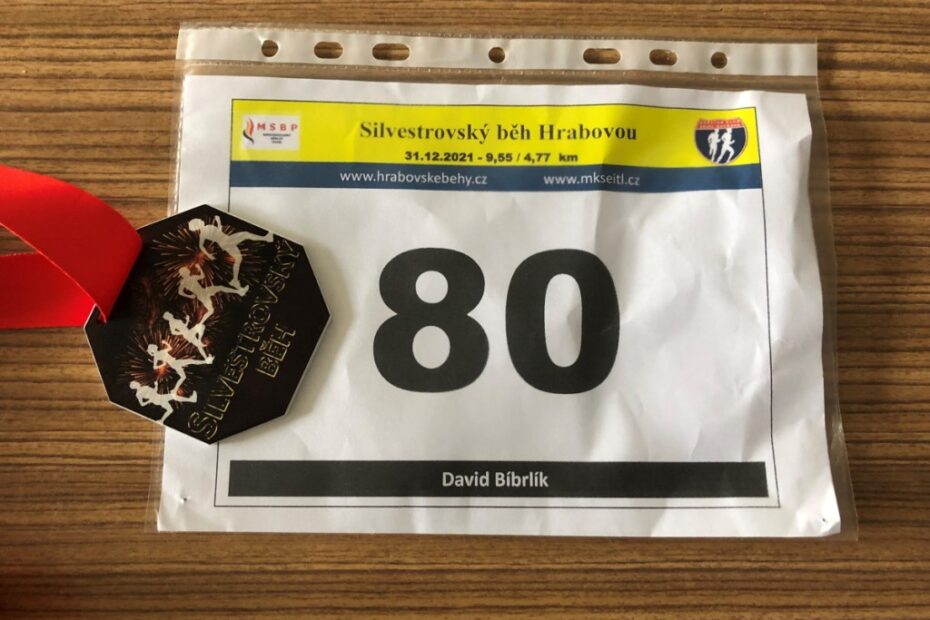 MSBP
Silvestrovský běh Hrabovou
31.12.2021 - 9,55 / 4,77 km
www.hrabovskebehy.cz www.mkseitl.cz
80
David Bíbrlík
SILVESTROVSKÝ
BĚH